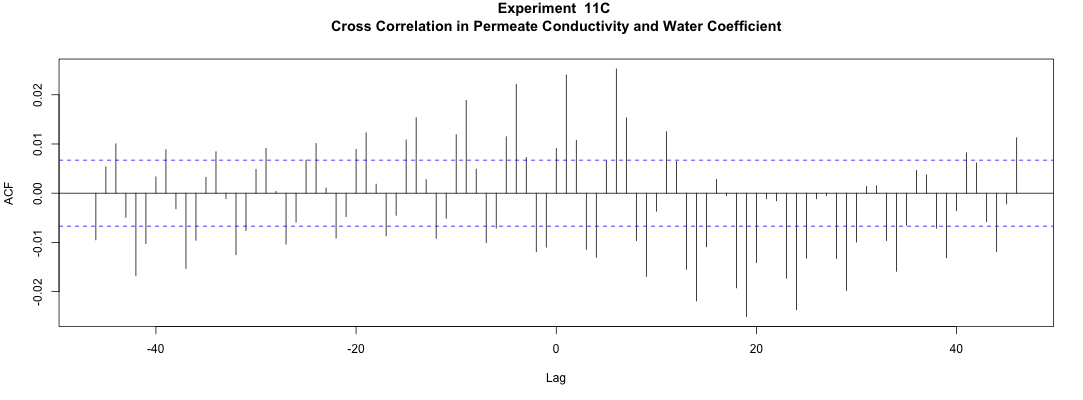 Experiment 11C
Cross Correlation in Permeate Conductivity and Water Coefficient
ACF
0.02
0.01
0.00
-0.01
-0.02
-40 -20 0 20 40
Lag